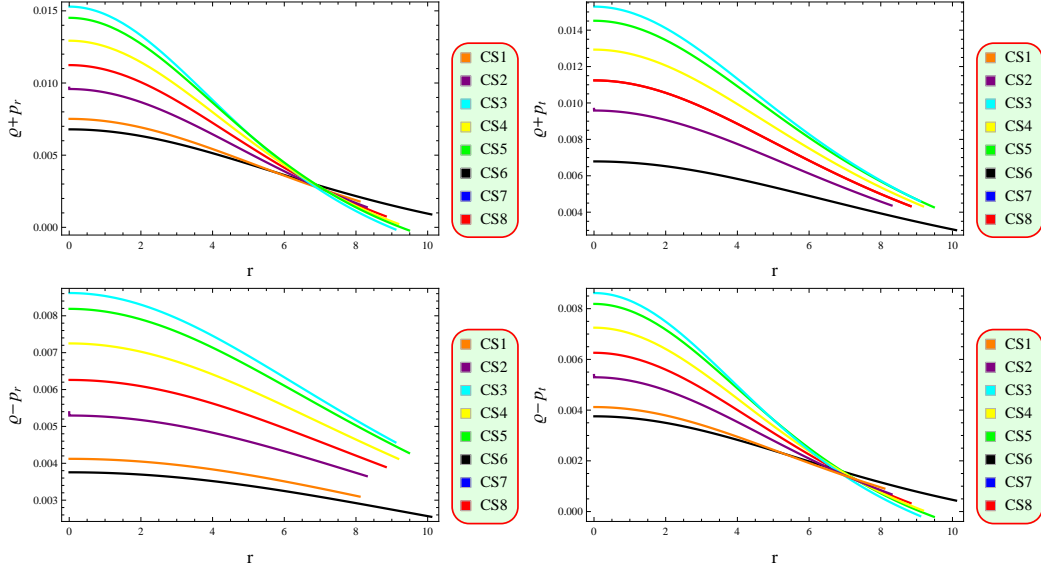 0.015
0.010
0.005
0.000
ϱ+p_r
0 2 4 6 8 10
r
CS1
CS2
CS3
CS4
CS5
CS6
CS7
CS8
0.014
0.012
0.010
0.008
0.006
0.004
ϱ+p_t
0 2 4 6 8 10
r
CS1
CS2
CS3
CS4
CS5
CS6
CS7
CS8
0.008
0.007
0.006
0.005
0.004
0.003
ϱ-p_r
0 2 4 6 8 10
r
CS1
CS2
CS3
CS4
CS5
CS6
CS7
CS8
0.008
0.006
0.004
0.002
0.000
ϱ-p_t
0 2 4 6 8 10
r
CS1
CS2
CS3
CS4
CS5
CS6
CS7
CS8